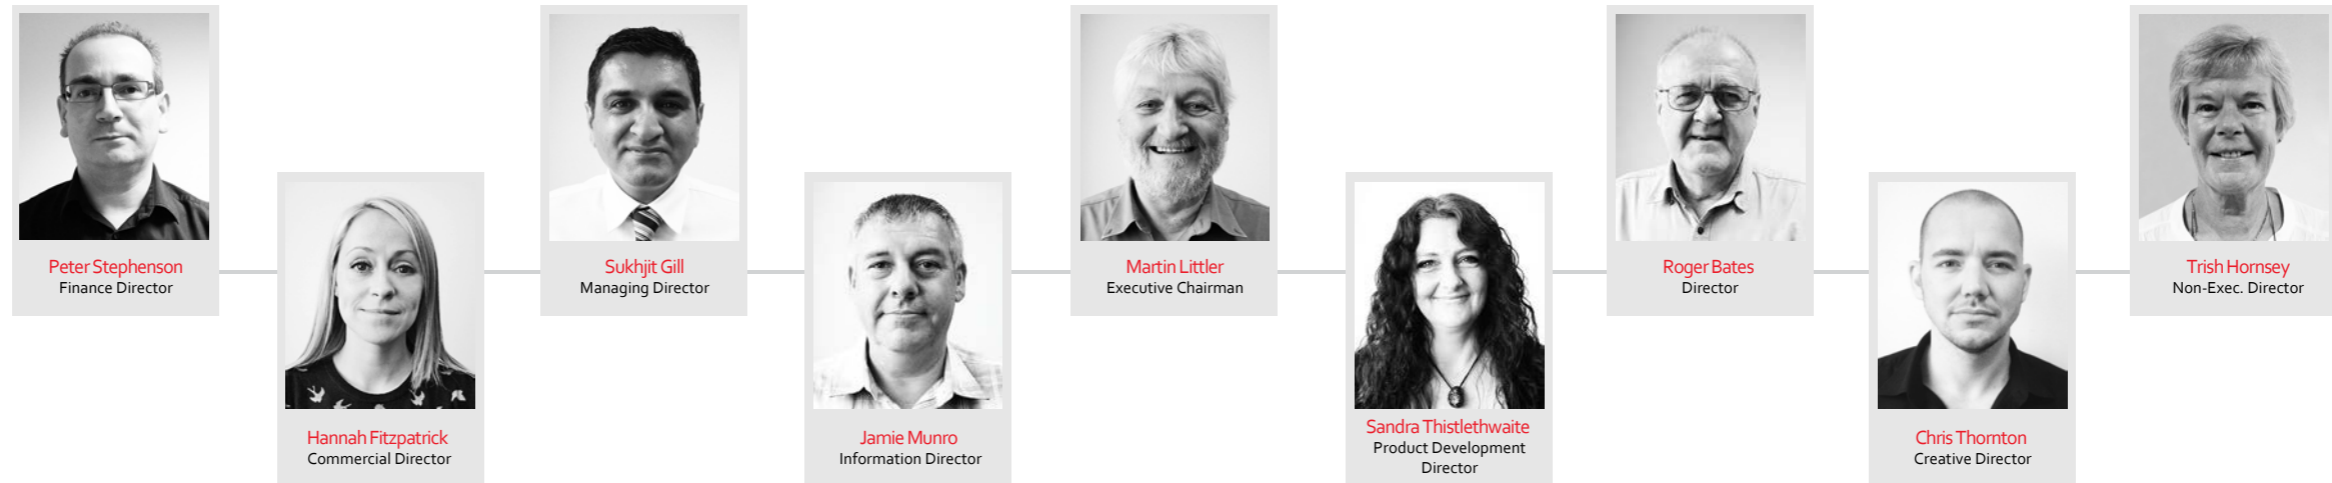 Peter Stephenson
Finance Director
Hannah Fitzpatrick
Commercial Director
Sukhjit Gill
Managing Director
Jamie Munro
Information Director
Martin Littler
Executive Chairman
Sandra Thistlethwaite
Product Development
Director
Roger Bates
Director
Chris Thornton
Creative Director
Trish Hornsey
Non-Exec. Director